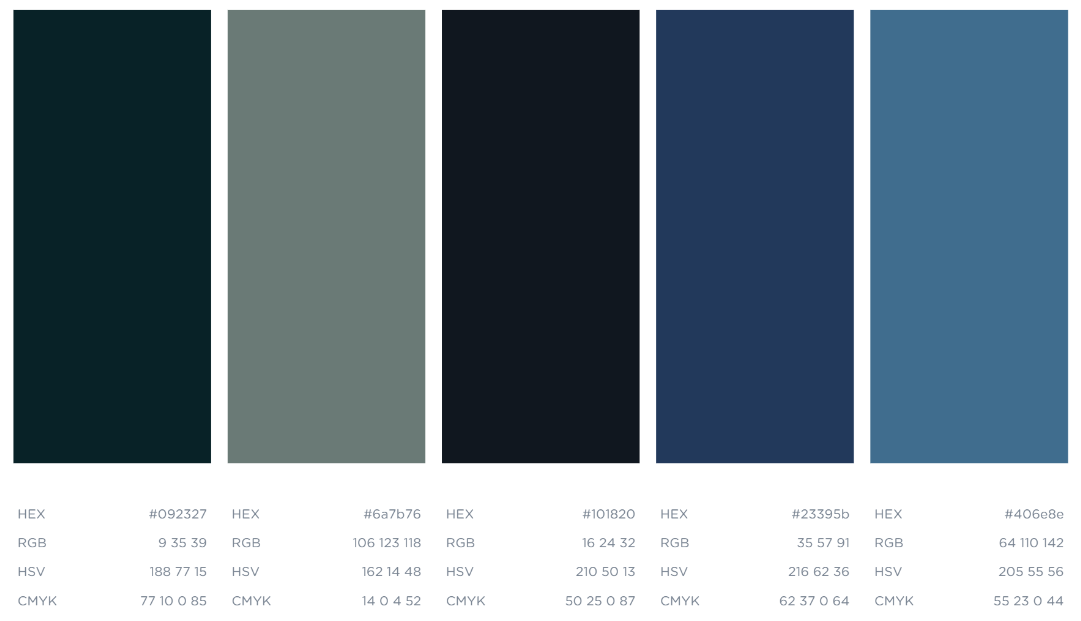 HEX #092327
RGB 9 35 39
HSV 188 77 15
CMYK 77 10 0 85
HEX #6a7b76
RGB 106 123 118
HSV 162 14 48
CMYK 14 0 4 52
HEX #101820
RGB 16 24 32
HSV 210 50 13
CMYK 50 25 0 87
HEX #23395b
RGB 35 57 91
HSV 216 62 36
CMYK 62 37 0 64
HEX #406e8e
RGB 64 110 142
HSV 205 55 56
CMYK 55 23 0 44